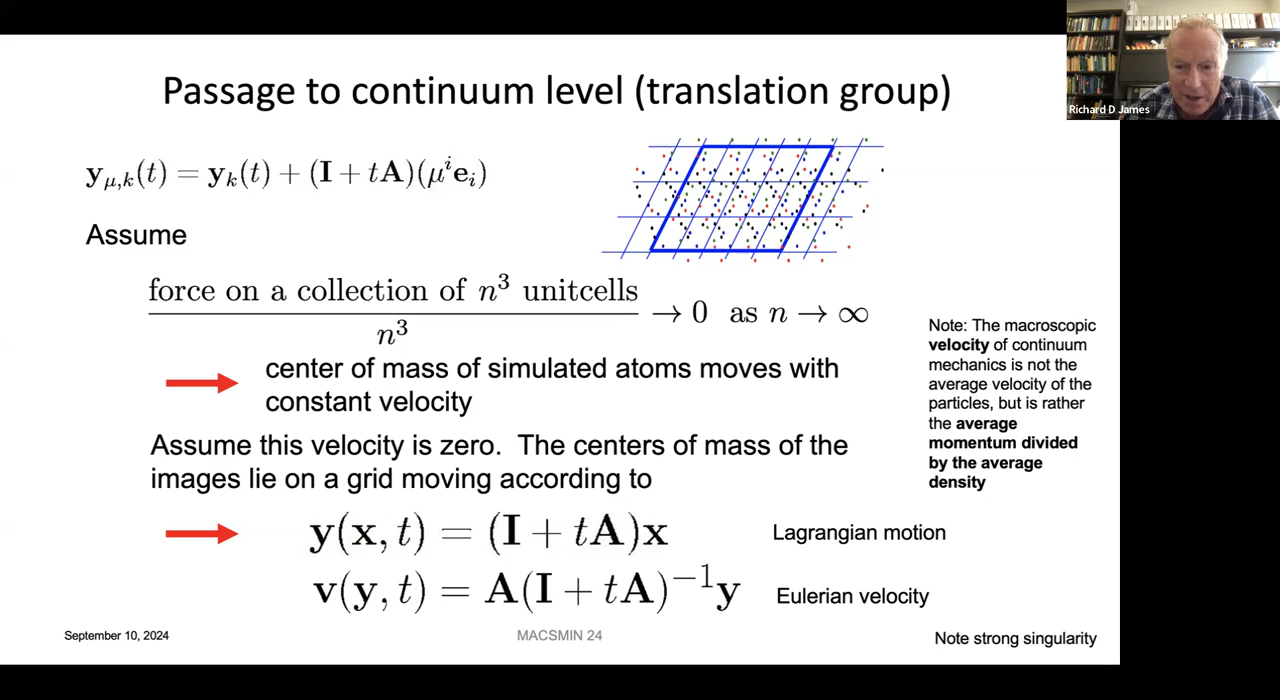 Richard D James
Passage to continuum level (translation group)
𝐲_{μ,k}(t) = 𝐲_k(t) + (𝐈 + t𝐀)(μ^i 𝐞_i)
Assume
force on a collection of n³ unitcells
n³
→ 0 as n → ∞
center of mass of simulated atoms moves with
constant velocity
Assume this velocity is zero. The centers of mass of the
images lie on a grid moving according to
𝐲(𝐱, t) = (𝐈 + t𝐀)𝐱
Lagrangian motion
𝐯(𝐲, t) = 𝐀(𝐈 + t𝐀)⁻¹𝐲
Eulerian velocity
Note: The macroscopic
velocity of continuum
mechanics is not the
average velocity of the
particles, but is rather
the average
momentum divided
by the average
density
September 10, 2024
MACSMIN 24
Note strong singularity